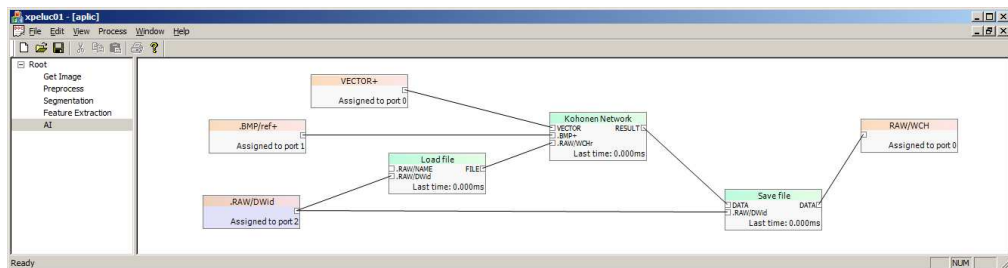 xpeluc01 - [aplic]
File Edit View Process Window Help
Root
Get Image
Preprocess
Segmentation
Feature Extraction
AI
VECTOR+
Assigned to port 0
.BMP/ref+
Assigned to port 1
.RAW/DWid
Assigned to port 2
Load file
.RAW/NAME FILE
.RAW/DWid
Last time: 0.000ms
Kohonen Network
VECTOR RESULT
.BMP+
.RAW/WCHr
Last time: 0.000ms
Save file
DATA DATA
.RAW/DWid
Last time: 0.000ms
RAW/WCH
Assigned to port 0
Ready NUM